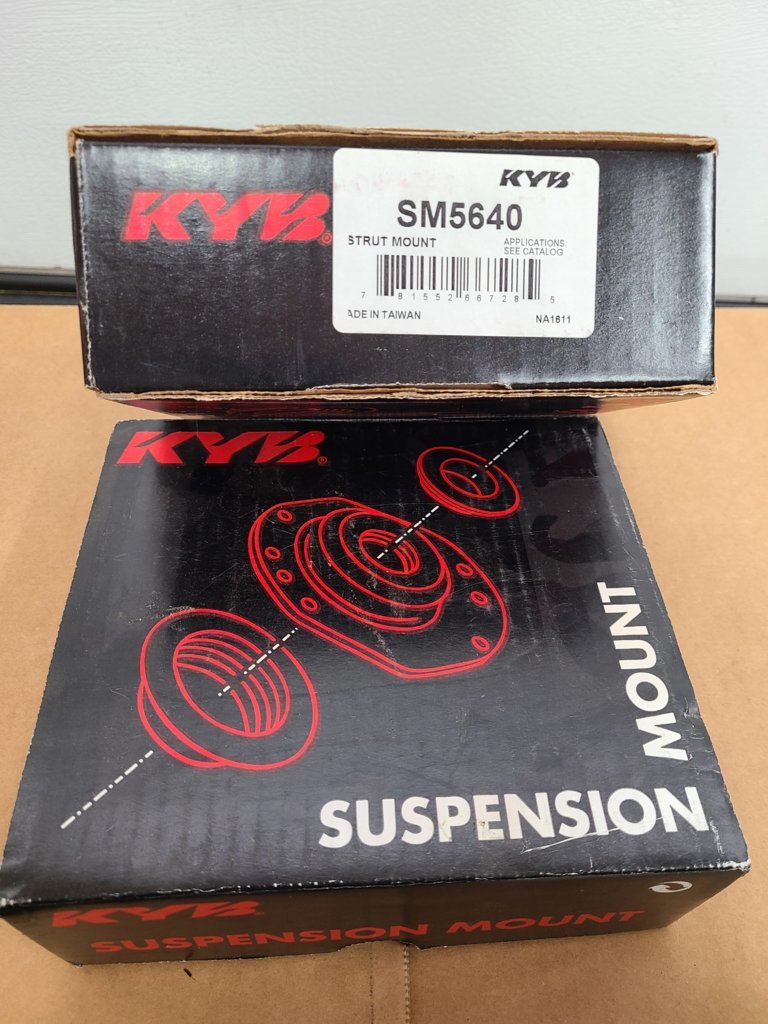 KYB®
KYB
SM5640
STRUT MOUNT
APPLICATIONS:
SEE CATALOG
7 81552 66728 5
ADE IN TAIWAN
NA1611
KYB®
MOUNT
SUSPENSION
KYB®
SUSPENSION MOUNT